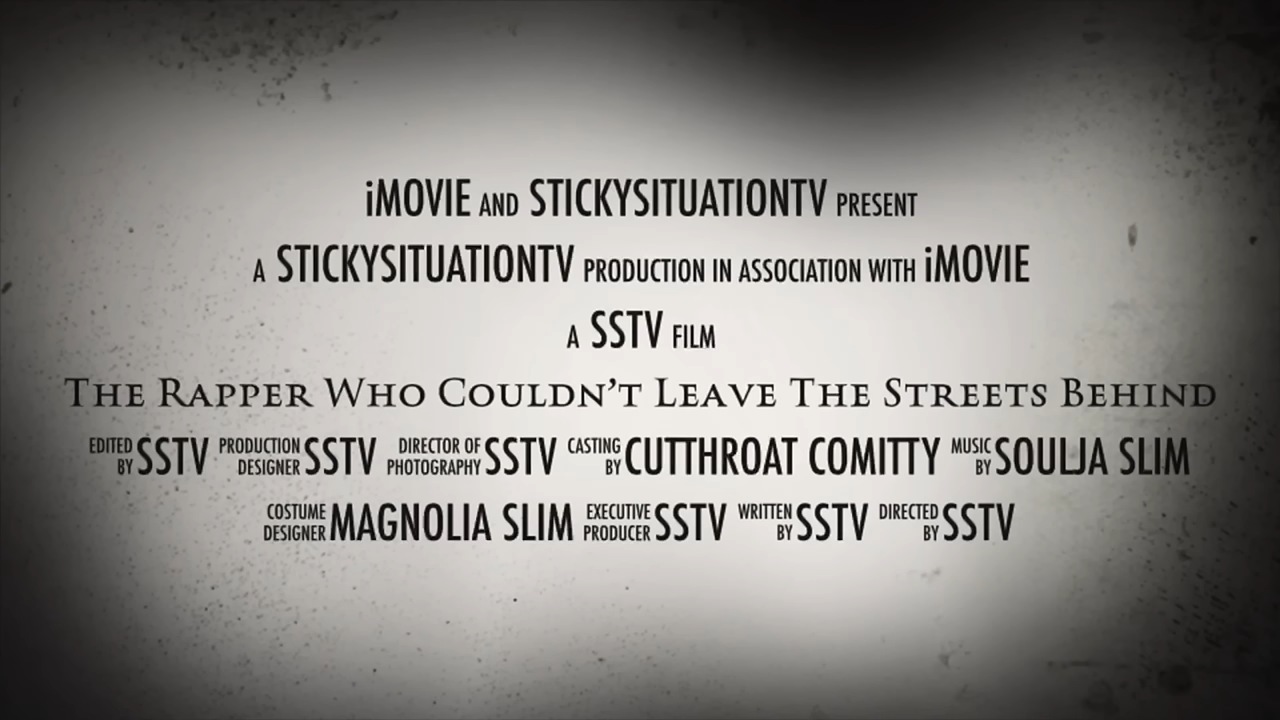 iMOVIE AND STICKYSITUATIONTV PRESENT
A STICKYSITUATIONTV PRODUCTION IN ASSOCIATION WITH iMOVIE
A SSTV FILM
THE RAPPER WHO COULDN'T LEAVE THE STREETS BEHIND
EDITED BY SSTV PRODUCTION DESIGNER SSTV DIRECTOR OF PHOTOGRAPHY SSTV CASTING BY CUTTHROAT COMITTY MUSIC BY SOULJA SLIM
COSTUME DESIGNER MAGNOLIA SLIM EXECUTIVE PRODUCER SSTV WRITTEN BY SSTV DIRECTED BY SSTV